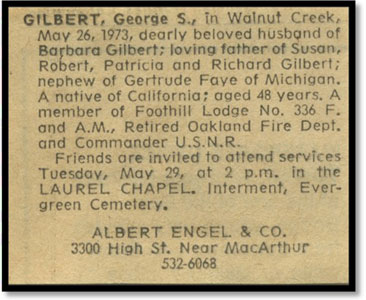 GILBERT, George S., in Walnut Creek,
May 26, 1973, dearly beloved husband of
Barbara Gilbert; loving father of Susan,
Robert, Patricia and Richard Gilbert;
nephew of Gertrude Faye of Michigan.
A native of California; aged 48 years. A
member of Foothill Lodge No. 336 F.
and A.M., Retired Oakland Fire Dept.
and Commander U.S.N.R.
Friends are invited to attend services
Tuesday, May 29, at 2 p.m. in the
LAUREL CHAPEL. Interment, Ever-
green Cemetery.
ALBERT ENGEL & CO.
3300 High St. Near MacArthur
532-6068